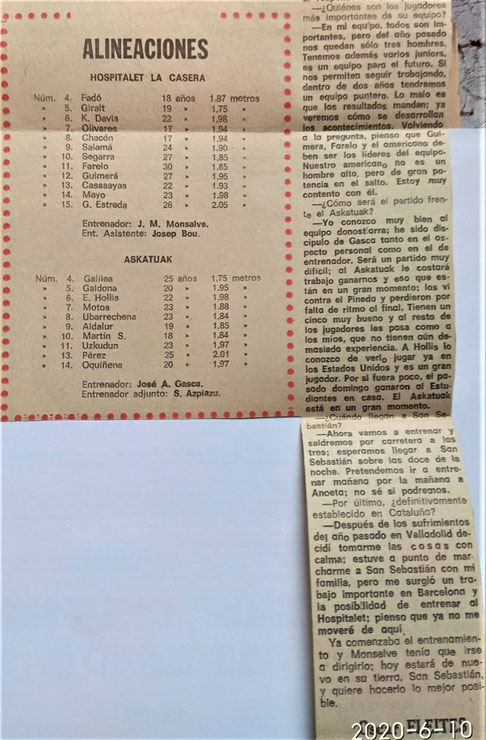 ALINEACIONES
HOSPITALET LA CASERA
Núm. 4. Fadó 18 años 1.87 metros
» 5. Giralt 19 » 1,75 »
» 6. K. Davis 22 » 1,98 »
» 7. Olivares 17 » 1,94 »
» 8. Chacón 17 » 1,94 »
» 9. Salamá 24 » 1,90 »
» 10. Segarra 27 » 1,85 »
» 11. Farelo 30 » 1,85 »
» 12. Guimerá 27 » 1,95 »
» 13. Casasayas 22 » 1,93 »
» 14. Mayo 23 » 1,98 »
» 15. G. Estrada 26 » 2,05 »
Entrenador: J. M. Monsalve.
Ent. Asistente: Josep Bou.
ASKATUAK
Núm. 4. Galilea 25 años 1.75 metros
» 5. Galdona 20 » 1,95 »
» 6. E. Hollis 22 » 1,98 »
» 7. Motos 23 » 1,88 »
» 8. Ubarrechena 23 » 1,84 »
» 9. Aldalur 19 » 1,85 »
» 10. Martín S. 18 » 1,84 »
» 11. Uzkudun 23 » 1,97 »
» 13. Pérez 25 » 2.01 »
» 14. Oquiñena 20 » 1,97 »
Entrenador: José A. Gasca.
Entrenador adjunto: S. Azpiazu.
—¿Quiénes son los jugadores
más importantes de su equipo?
—En mi equipo, todos son im-
portantes, pero del año pasado
nos quedan sólo tres hombres.
Tenemos además varios juniors,
es un equipo para el futuro. Si
nos permiten seguir trabajando,
dentro de dos años tendremos
un equipo puntero. Lo malo es
que los resultados mandan; ya
veremos cómo se desarrollan
los acontecimientos. Volviendo
a la pregunta, pienso que Gui-
mera, Farelo y el americano de-
ben ser los líderes del equipo.
Nuestro americano no es un
hombre alto, pero de gran po-
tencia en el salto. Estoy muy
contento con él.
—¿Cómo será el partido fren-
te el Askatuak?
—Yo conozco muy bien al
equipo donostiarra; he sido dis-
cípulo de Gasca tanto en el as-
pecto personal como en el de
entrenador. Será un partido muy
difícil; al Askatuak le costará
trabajo ganarnos y eso que es-
tán en un gran momento; los vi
contra el Pineda y perdieron por
falta de ritmo al final. Tienen un
cinco muy bueno y al resto de
los jugadores les pasa como a
los míos, que no tienen aún de-
masiada experiencia. A Hollis lo
conozco de verlo jugar ya en
los Estados Unidos y es un gran
jugador. Por si fuera poco, el pa-
sado domingo ganaron al Estu-
diantes en casa. El Askatuak
está en un gran momento.
—¿Cuándo llegan a San Se-
bastián?
—Ahora vamos a entrenar y
saldremos por carretera a las
tres; esperamos llegar a San
Sebastián sobre las doce de la
noche. Pretendemos ir a entre-
nar mañana por la mañana a
Anoeta; no sé si podremos.
—Por último, ¿definitivamente
establecido en Cataluña?
—Después de los sufrimientos
del año pasado en Valladolid de-
cidí tomarme las cosas con
calma; estuve a punto de mar-
charme a San Sebastián con mi
familia, pero me surgió un tra-
bajo importante en Barcelona y
la posibilidad de entrenar al
Hospitalet; pienso que ya no me
moveré de aquí.
Ya comenzaba el entrenamien-
to y Monsalve tenía que irse
a dirigirlo; hoy estará de nue-
vo en su tierra, San Sebastián,
y quiere hacerlo lo mejor posi-
ble.
FLEITES
2020-6-10